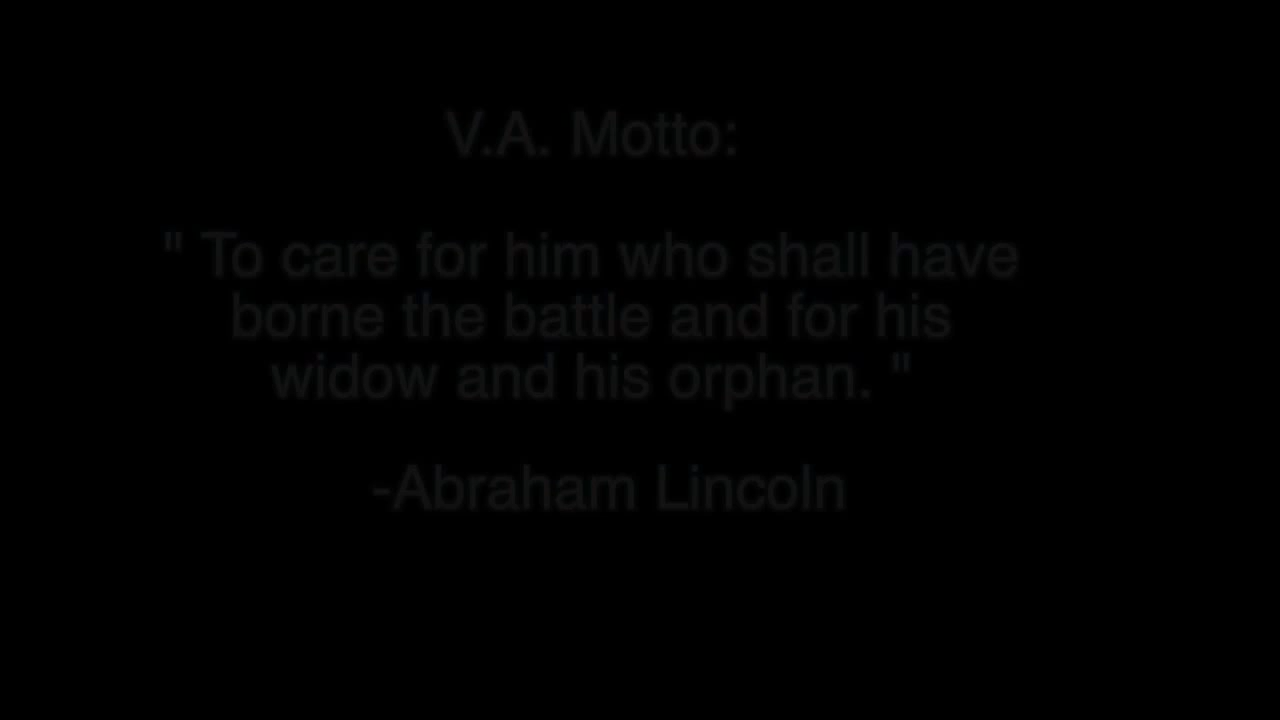 V.A. Motto:
" To care for him who shall have
borne the battle and for his
widow and his orphan. "
-Abraham Lincoln